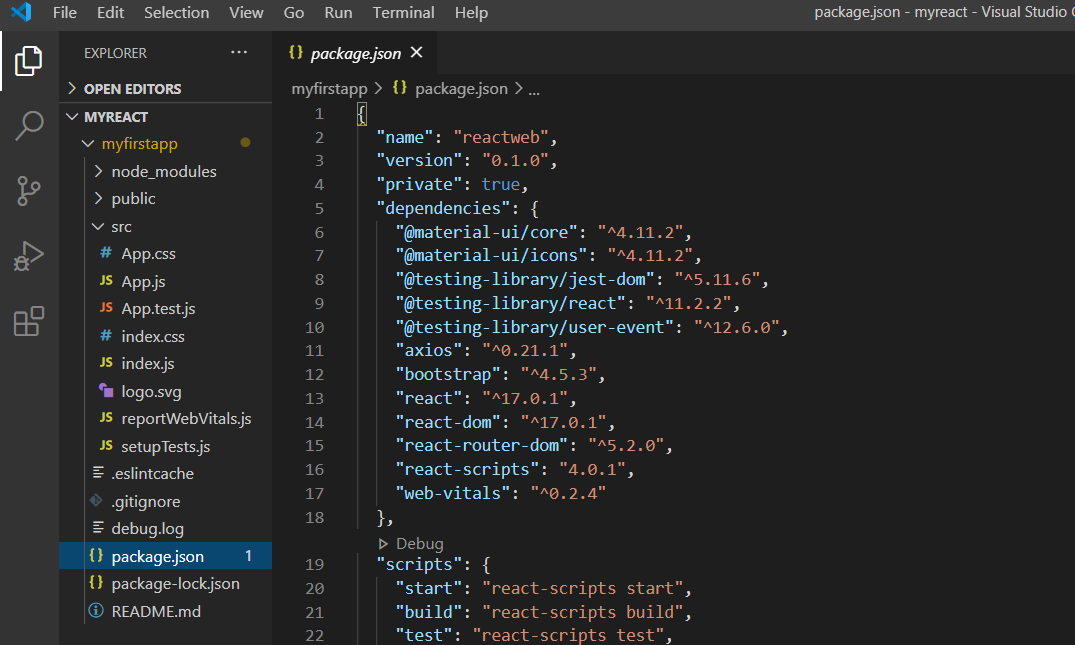 File Edit Selection View Go Run Terminal Help
package.json - myreact - Visual Studio
EXPLORER
OPEN EDITORS
MYREACT
myfirstapp
node_modules
public
src
# App.css
JS App.js
JS App.test.js
# index.css
JS index.js
logo.svg
JS reportWebVitals.js
JS setupTests.js
.eslintcache
.gitignore
debug.log
{} package.json 1
{} package-lock.json
README.md
{} package.json
myfirstapp > {} package.json > ...
1 {
2 "name": "reactweb",
3 "version": "0.1.0",
4 "private": true,
5 "dependencies": {
6 "@material-ui/core": "^4.11.2",
7 "@material-ui/icons": "^4.11.2",
8 "@testing-library/jest-dom": "^5.11.6",
9 "@testing-library/react": "^11.2.2",
10 "@testing-library/user-event": "^12.6.0",
11 "axios": "^0.21.1",
12 "bootstrap": "^4.5.3",
13 "react": "^17.0.1",
14 "react-dom": "^17.0.1",
15 "react-router-dom": "^5.2.0",
16 "react-scripts": "4.0.1",
17 "web-vitals": "^0.2.4"
18 },
Debug
19 "scripts": {
20 "start": "react-scripts start",
21 "build": "react-scripts build",
22 "test": "react-scripts test",